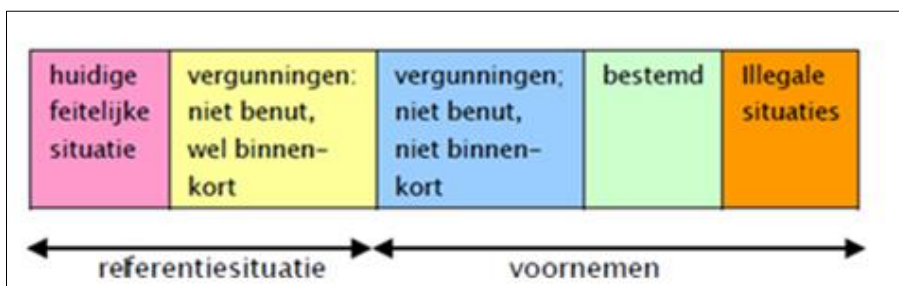 huidige
feitelijke
situatie
vergunningen:
niet benut,
wel binnen-
kort
vergunningen;
niet benut,
niet binnen-
kort
bestemd
Illegale
situaties
referentiesituatie
voornemen